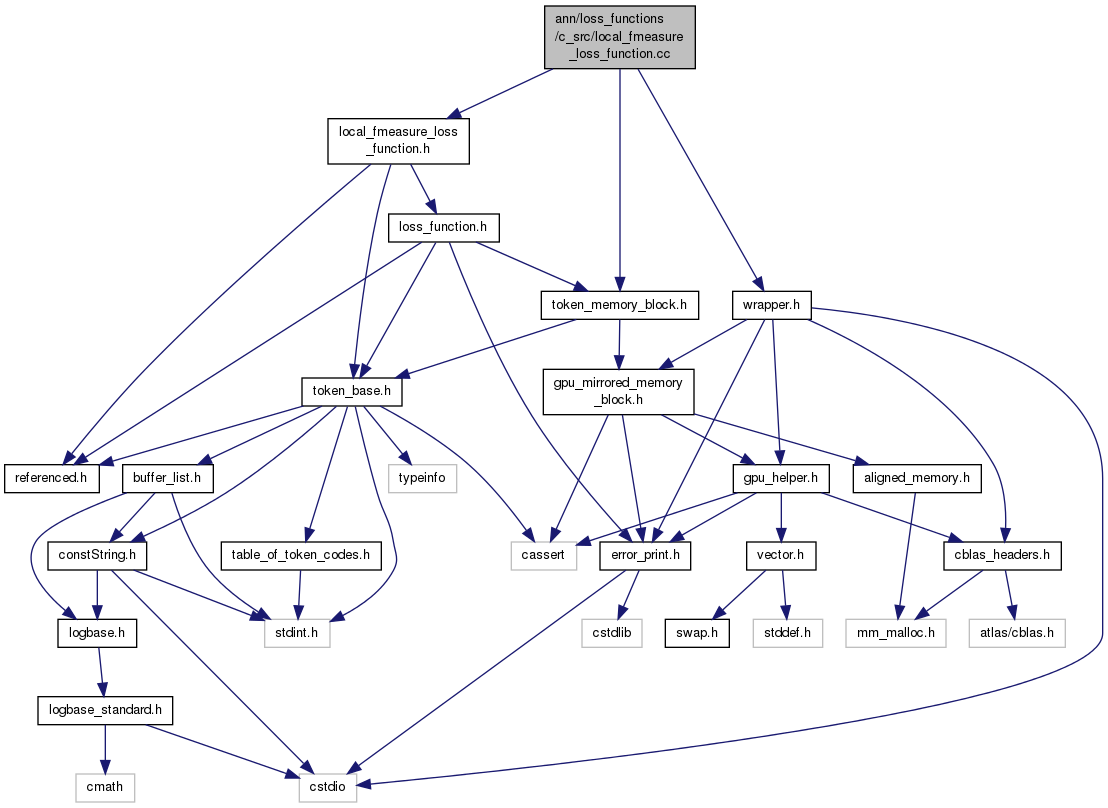 ann/loss_functions
/c_src/local_fmeasure
_loss_function.cc
local_fmeasure_loss
_function.h
loss_function.h
token_memory_block.h
wrapper.h
token_base.h
gpu_mirrored_memory
_block.h
referenced.h
buffer_list.h
typeinfo
gpu_helper.h
aligned_memory.h
constString.h
table_of_token_codes.h
cassert
error_print.h
vector.h
cblas_headers.h
logbase.h
stdint.h
cstdlib
swap.h
stddef.h
mm_malloc.h
atlas/cblas.h
logbase_standard.h
cmath
cstdio